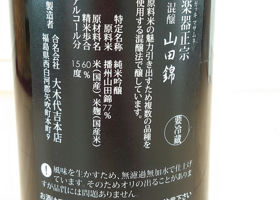 楽器正宗
混醸 山田錦
原料米の魅力引き出すため複数の品種を
使用する混醸法で醸しています。
要冷蔵
特定名称 純米吟醸
原料米 播州山田錦77%
原材料名 米(国産)、米麹(国産米)
精米歩合 60%
アルコール分 15度
製造者
合名会社 大木代吉本店
福島県西白河郡矢吹町本町9
風味を生かすため、無濾過無加水で仕上げ
ています。そのためオリの出ることがありま
すが品質には問題ありません。